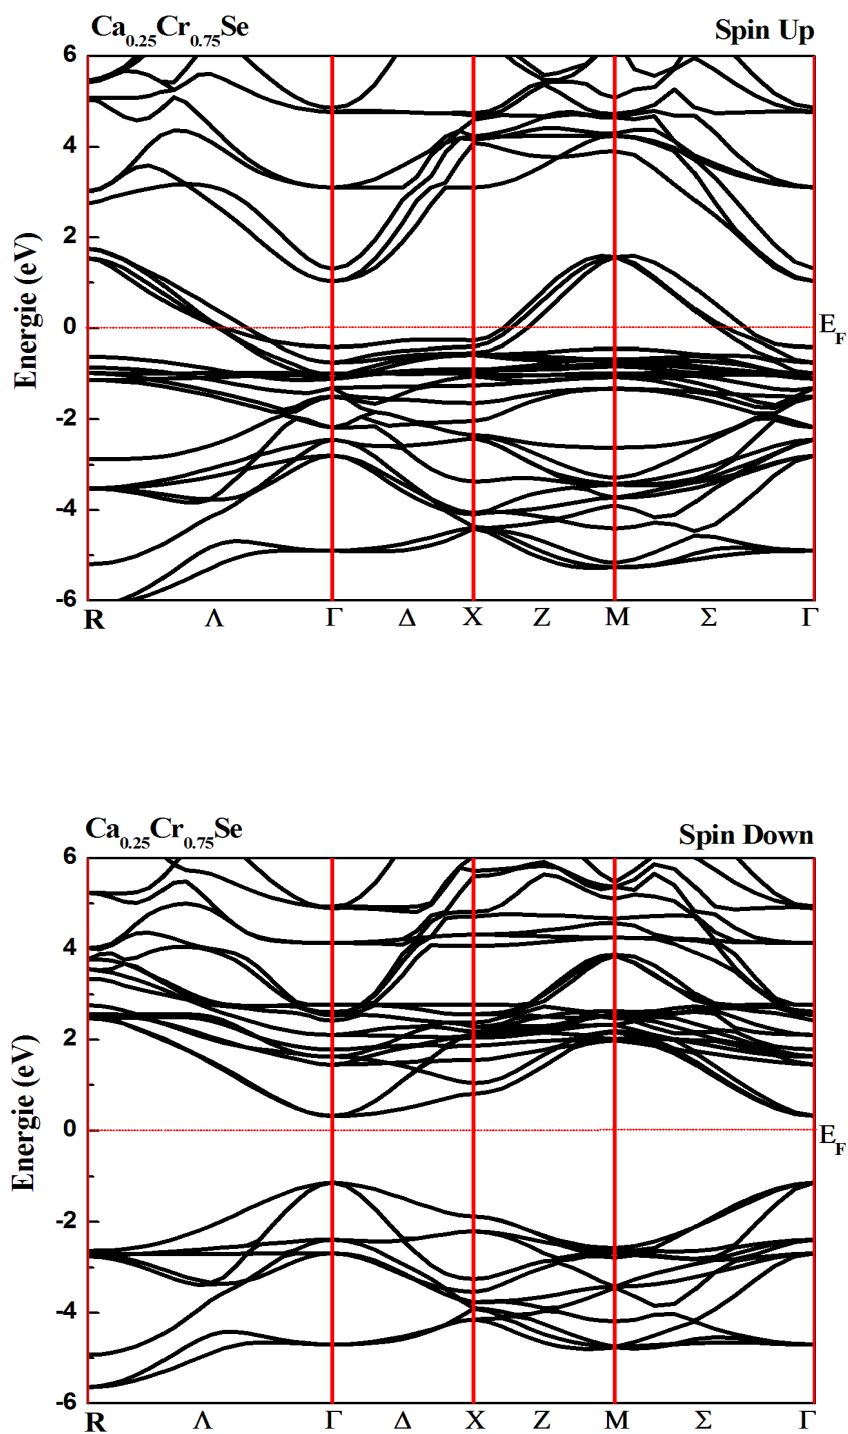 Ca0.25Cr0.75Se Spin Up
6
4
2
0
-2
-4
-6
Energie (eV)
EF
R Λ Γ Δ X Z M Σ Γ
Ca0.25Cr0.75Se Spin Down
6
4
2
0
-2
-4
-6
Energie (eV)
EF
R Λ Γ Δ X Z M Σ Γ